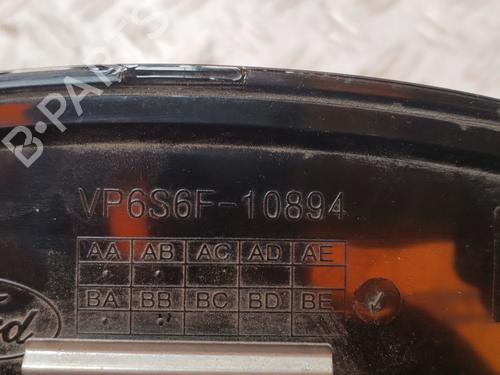 B-PARTS
VP6S6F-10894
AA AB AC AD AE
BA BB BC BD BE
Ford